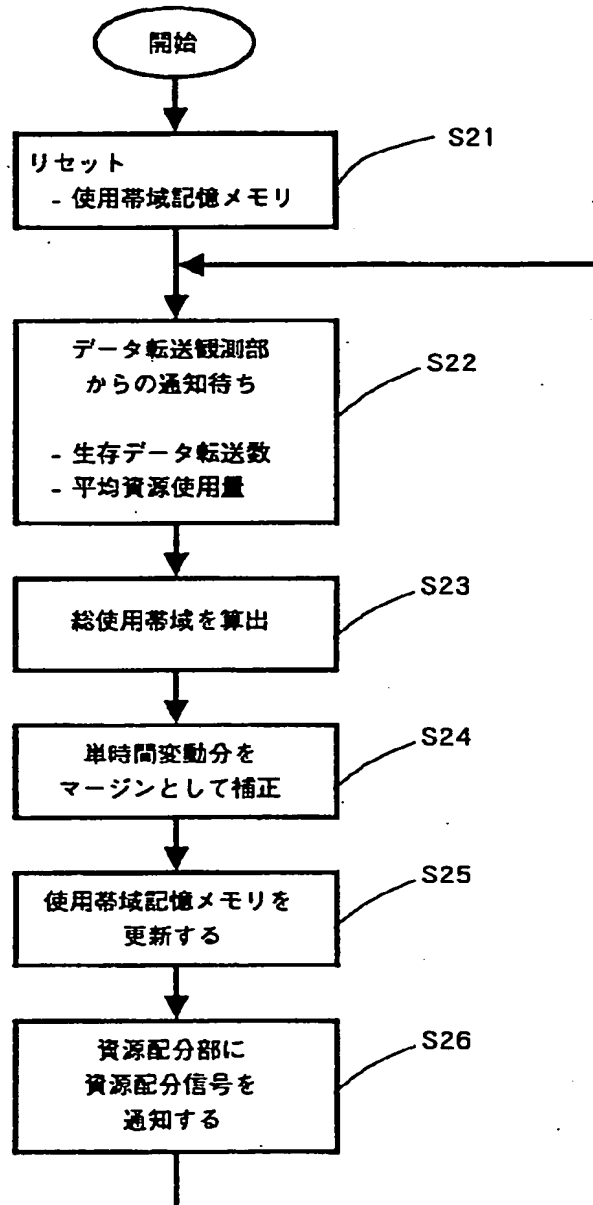 開始
S21
リセット
- 使用帯域記憶メモリ
S22
データ転送観測部
からの通知待ち
- 生存データ転送数
- 平均資源使用量
S23
総使用帯域を算出
S24
単時間変動分を
マージンとして補正
S25
使用帯域記憶メモリを
更新する
S26
資源配分部に
資源配分信号を
通知する